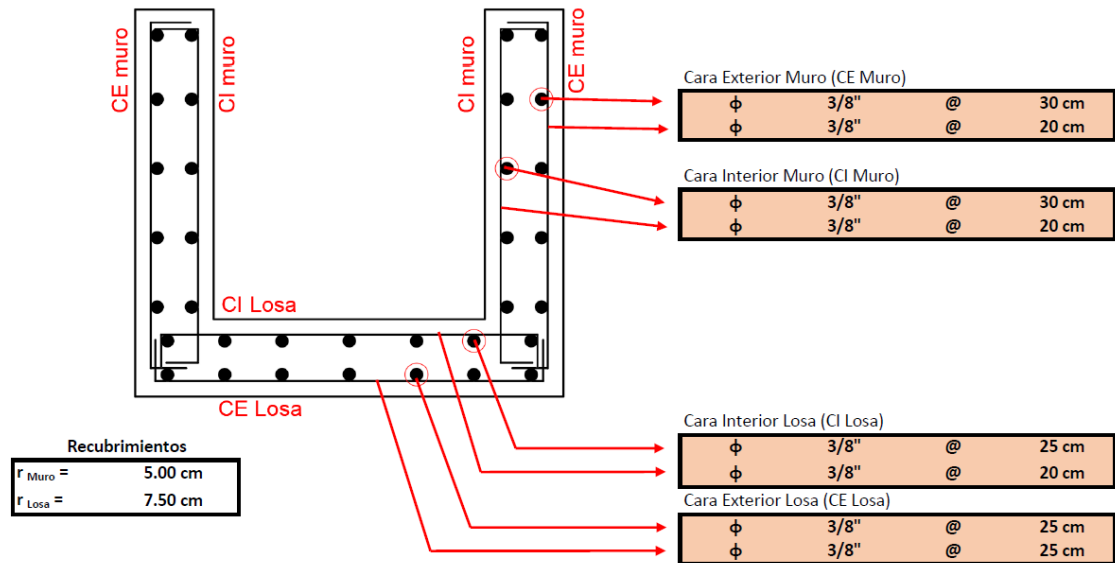 CE muro
CI muro
CI muro
CE muro
Cara Exterior Muro (CE Muro)
ϕ 3/8" @ 30 cm
ϕ 3/8" @ 20 cm
Cara Interior Muro (CI Muro)
ϕ 3/8" @ 30 cm
ϕ 3/8" @ 20 cm
CI Losa
CE Losa
Cara Interior Losa (CI Losa)
ϕ 3/8" @ 25 cm
ϕ 3/8" @ 20 cm
Cara Exterior Losa (CE Losa)
ϕ 3/8" @ 25 cm
ϕ 3/8" @ 25 cm
Recubrimientos
r Muro = 5.00 cm
r Losa = 7.50 cm